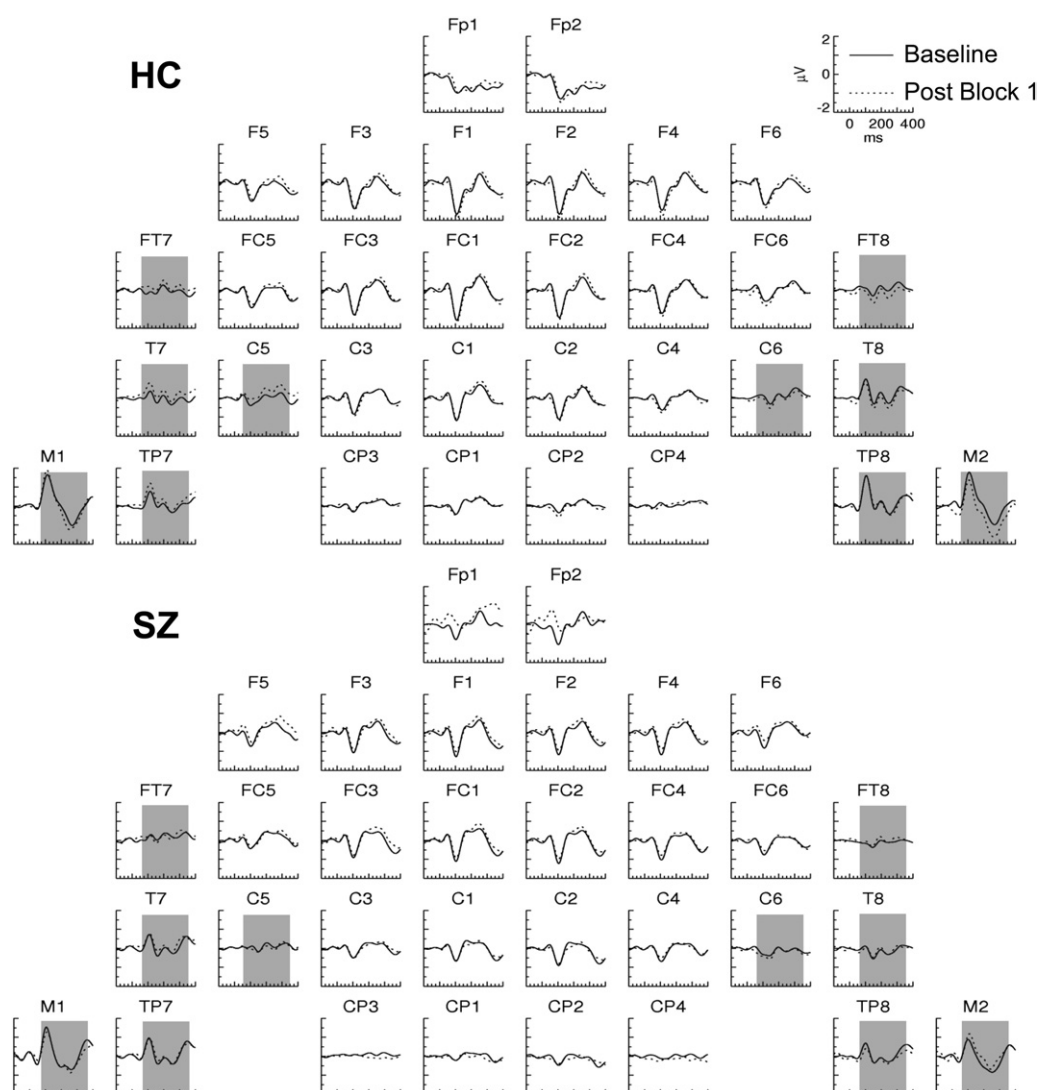 Fp1 Fp2
HC
2
μV 0
-2
0 200 400
ms
Baseline
Post Block 1
F5 F3 F1 F2 F4 F6
FT7 FC5 FC3 FC1 FC2 FC4 FC6 FT8
T7 C5 C3 C1 C2 C4 C6 T8
M1 TP7 CP3 CP1 CP2 CP4 TP8 M2
Fp1 Fp2
SZ
F5 F3 F1 F2 F4 F6
FT7 FC5 FC3 FC1 FC2 FC4 FC6 FT8
T7 C5 C3 C1 C2 C4 C6 T8
M1 TP7 CP3 CP1 CP2 CP4 TP8 M2